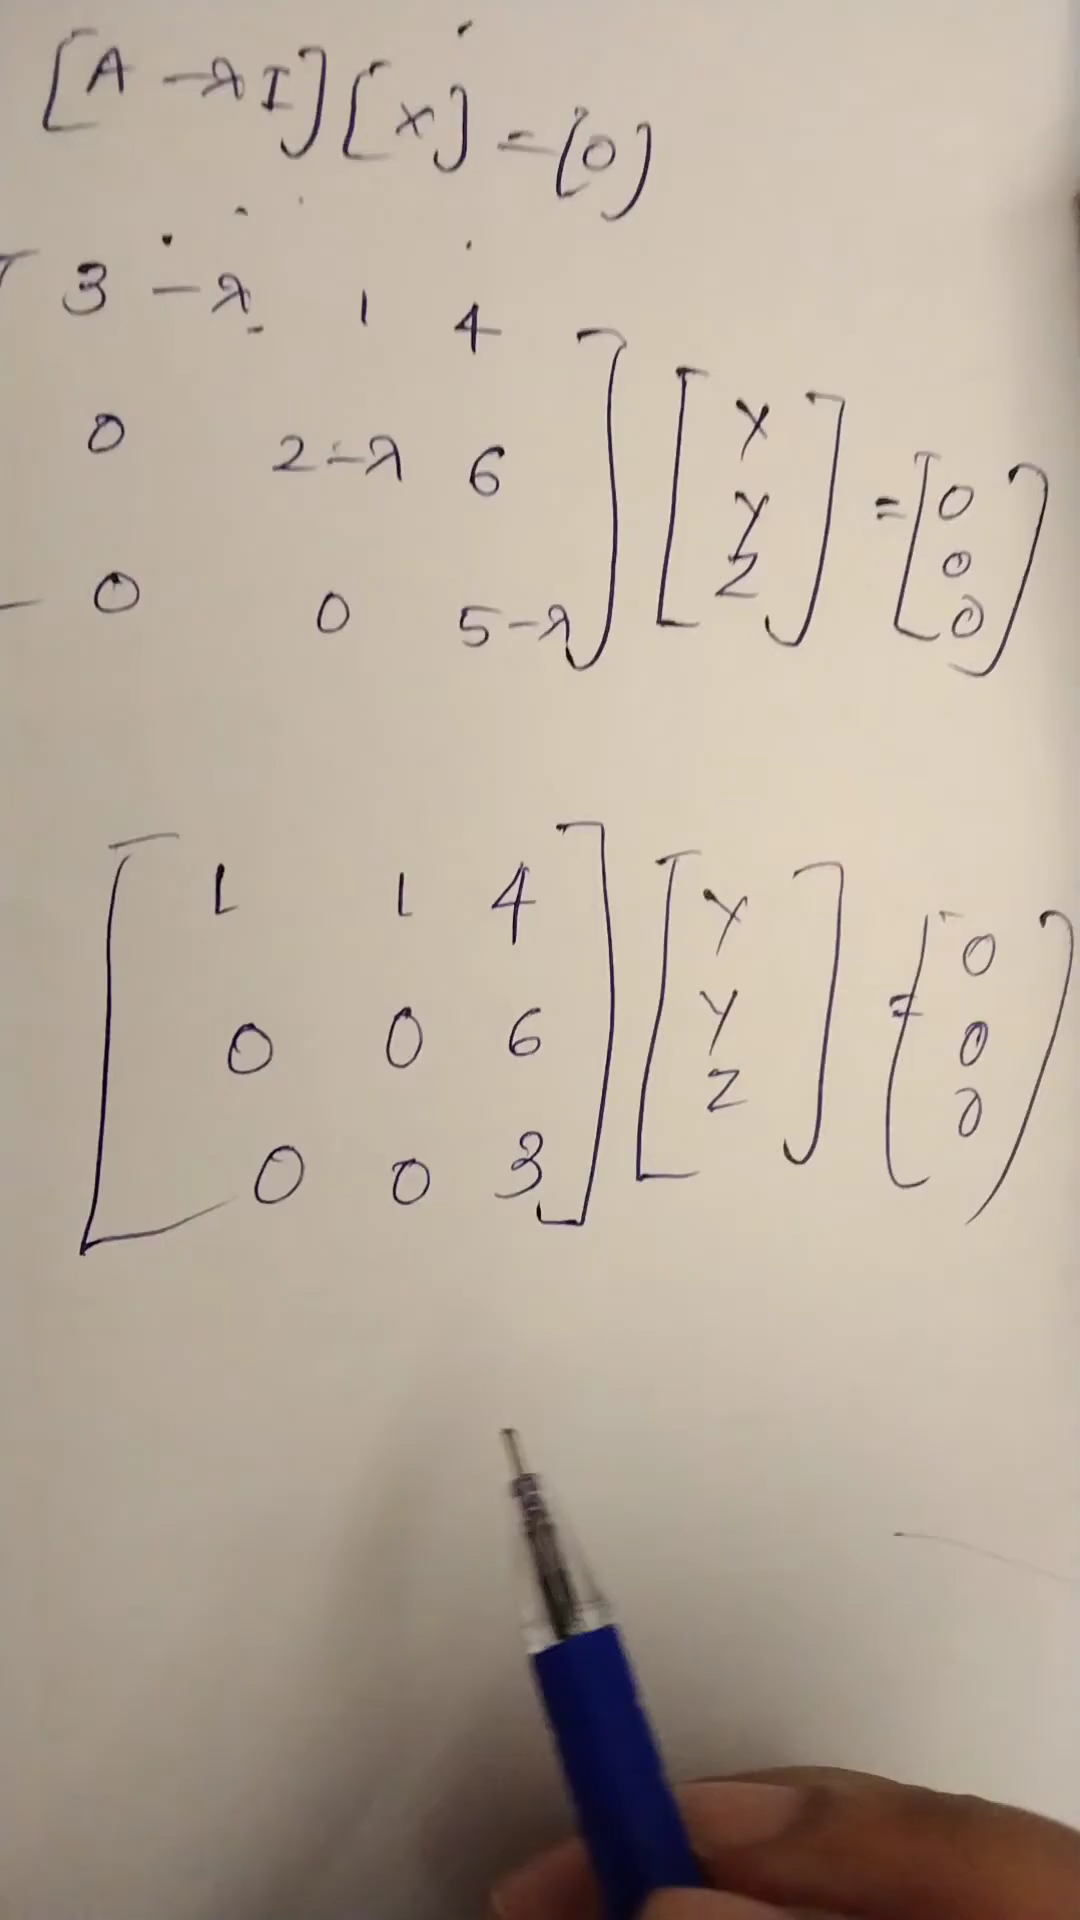 [A - λI] [x] = [0]
[ 3 - λ 1 4
0 2 - λ 6
0 0 5 - λ ] [ x y z ] = [ 0 0 0 ]
[ 1 1 4
0 0 6
0 0 3 ] [ x y z ] = [ 0 0 0 ]